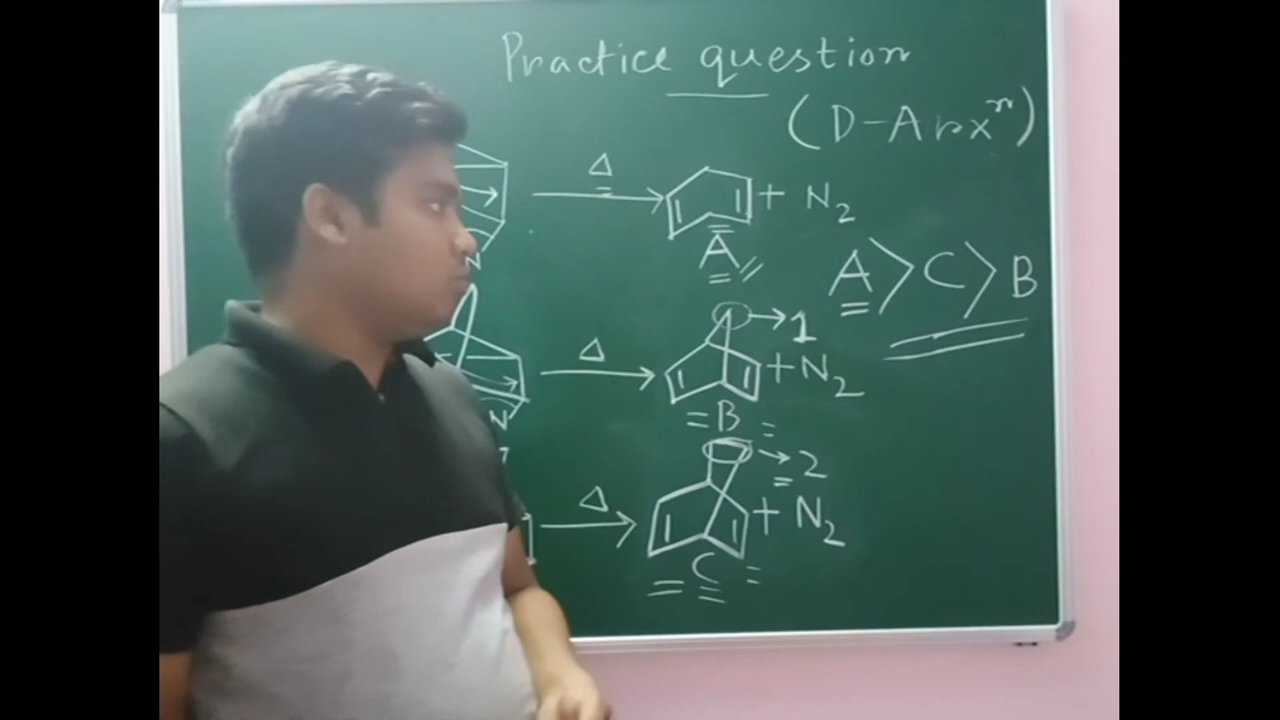 Practice question
(D-A rxⁿ)
Δ
+ N₂
A
A > C > B
N
→ 1
Δ
+ N₂
N
B
→ 2
Δ
+ N₂
C